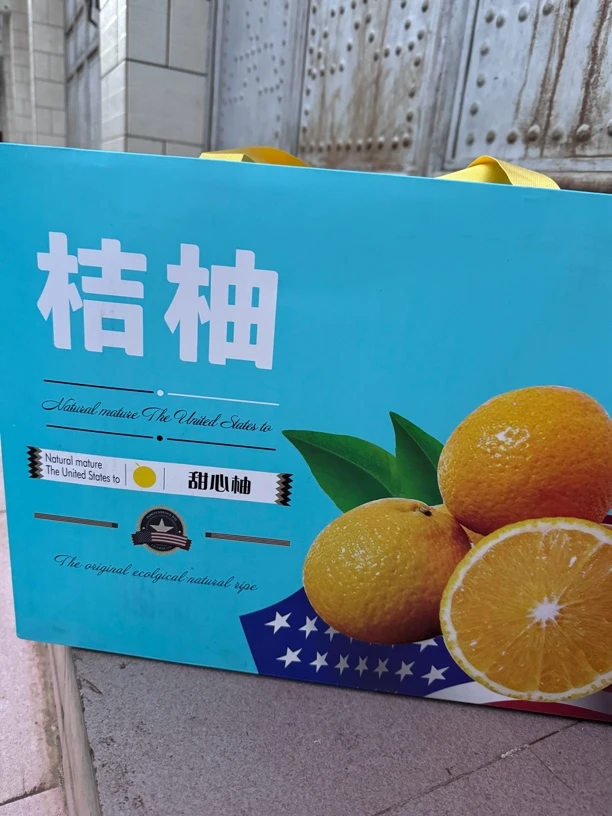 桔柚
Natural mature The United States to
Natural mature
The United States to
甜心柚
The original ecolgical natural ripe